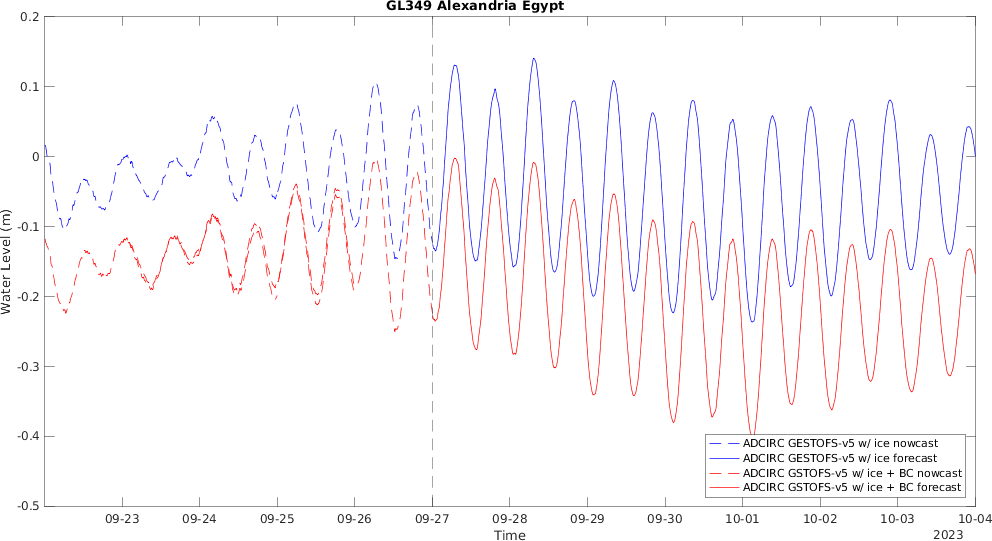 GL349 Alexandria Egypt
0.2
0.1
0
-0.1
-0.2
-0.3
-0.4
-0.5
Water Level (m)
ADCIRC GESTOFS-v5 w/ ice nowcast
ADCIRC GESTOFS-v5 w/ ice forecast
ADCIRC GSTOFS-v5 w/ ice + BC nowcast
ADCIRC GSTOFS-v5 w/ ice + BC forecast
09-23 09-24 09-25 09-26 09-27 09-28 09-29 09-30 10-01 10-02 10-03 10-04
Time
2023